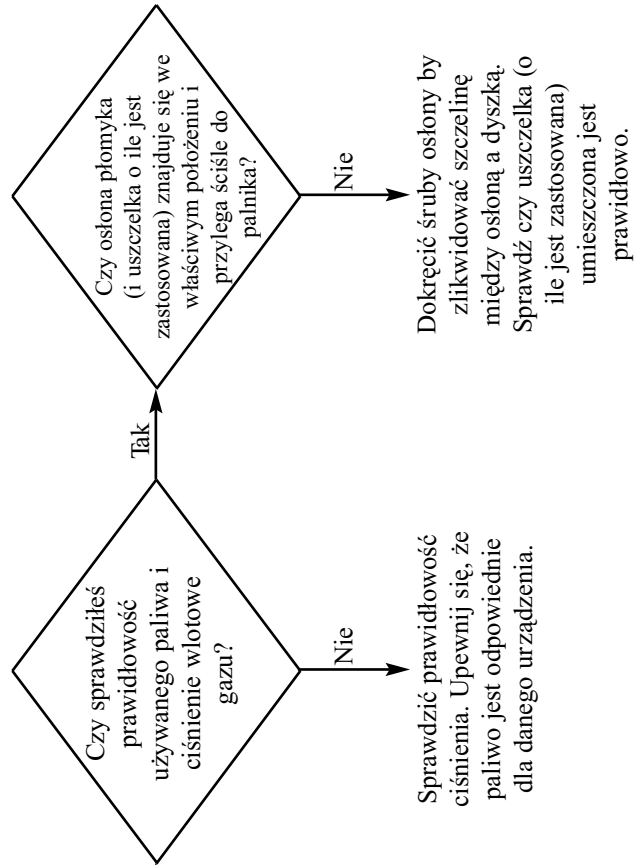 Czy sprawdziłeś
prawidłowość
używanego paliwa i
ciśnienie wlotowe
gazu?
Tak
Nie
Sprawdzić prawidłowość
ciśnienia. Upewnij się, że
paliwo jest odpowiednie
dla danego urządzenia.
Czy osłona płomyka
(i uszczelka o ile jest
zastosowana) znajduje się we
właściwym położeniu i
przylega ściśle do
palnika?
Nie
Dokręcić śruby osłony by
zlikwidować szczelinę
między osłoną a dyszką.
Sprawdź czy uszczelka (o
ile jest zastosowana)
umieszczona jest
prawidłowo.